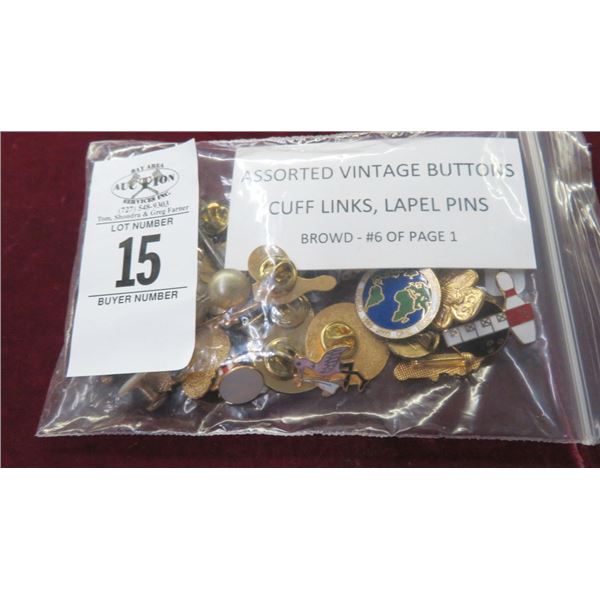 BAY AREA
AUCTION
SERVICES INC.
(727) 548-9303
Tom, Shondra & Greg Farner
LOT NUMBER
15
BUYER NUMBER
ASSORTED VINTAGE BUTTONS
CUFF LINKS, LAPEL PINS
BROWD - #6 OF PAGE 1